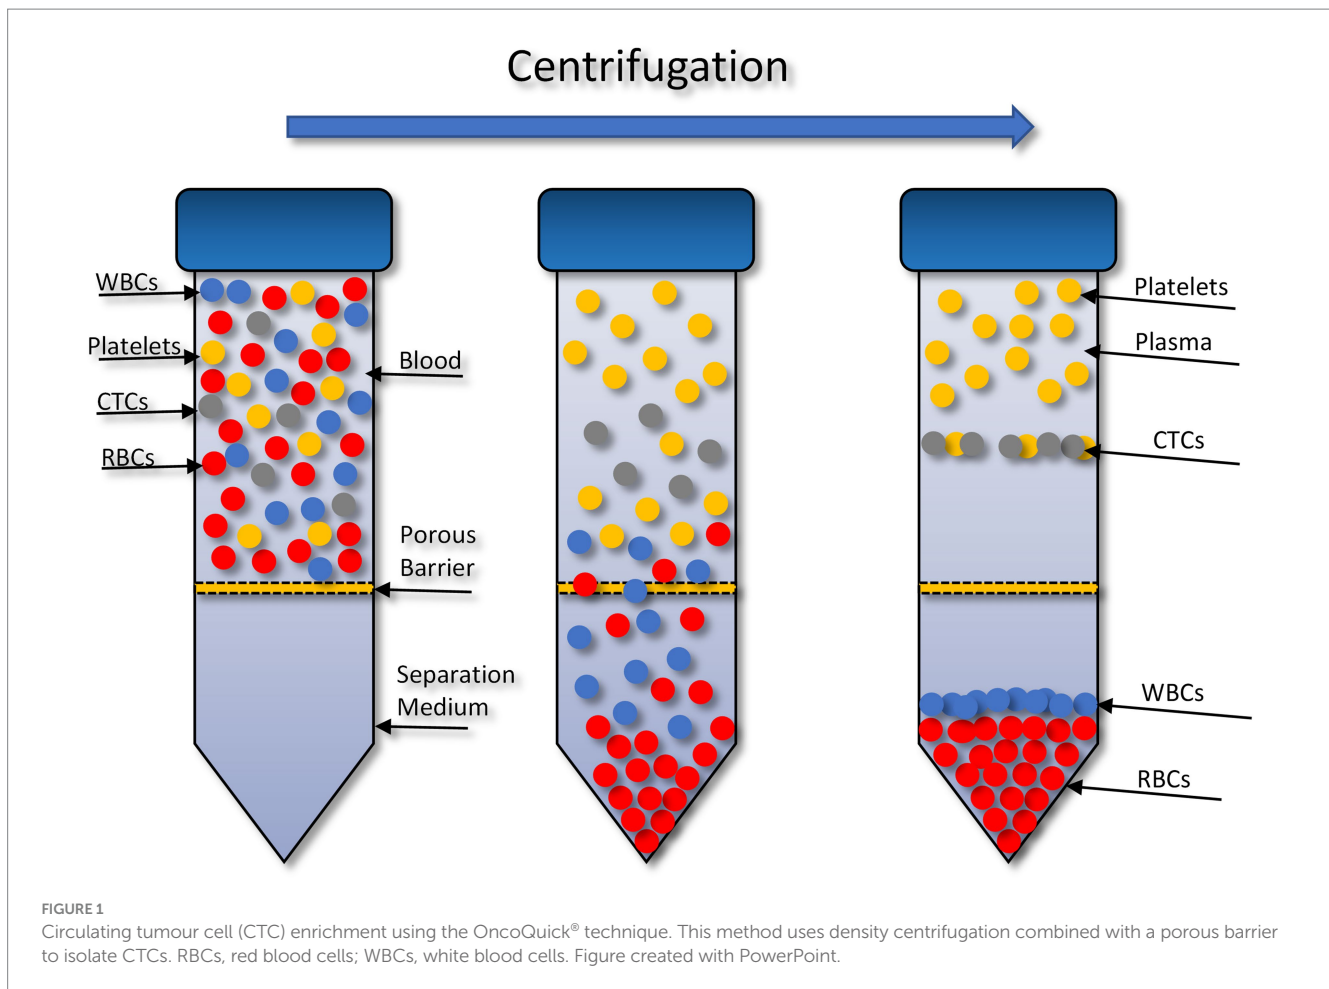 Centrifugation
WBCs
Platelets
CTCs
RBCs
Blood
Porous
Barrier
Separation
Medium
Platelets
Plasma
CTCs
WBCs
RBCs
FIGURE 1
Circulating tumour cell (CTC) enrichment using the OncoQuick® technique. This method uses density centrifugation combined with a porous barrier
to isolate CTCs. RBCs, red blood cells; WBCs, white blood cells. Figure created with PowerPoint.